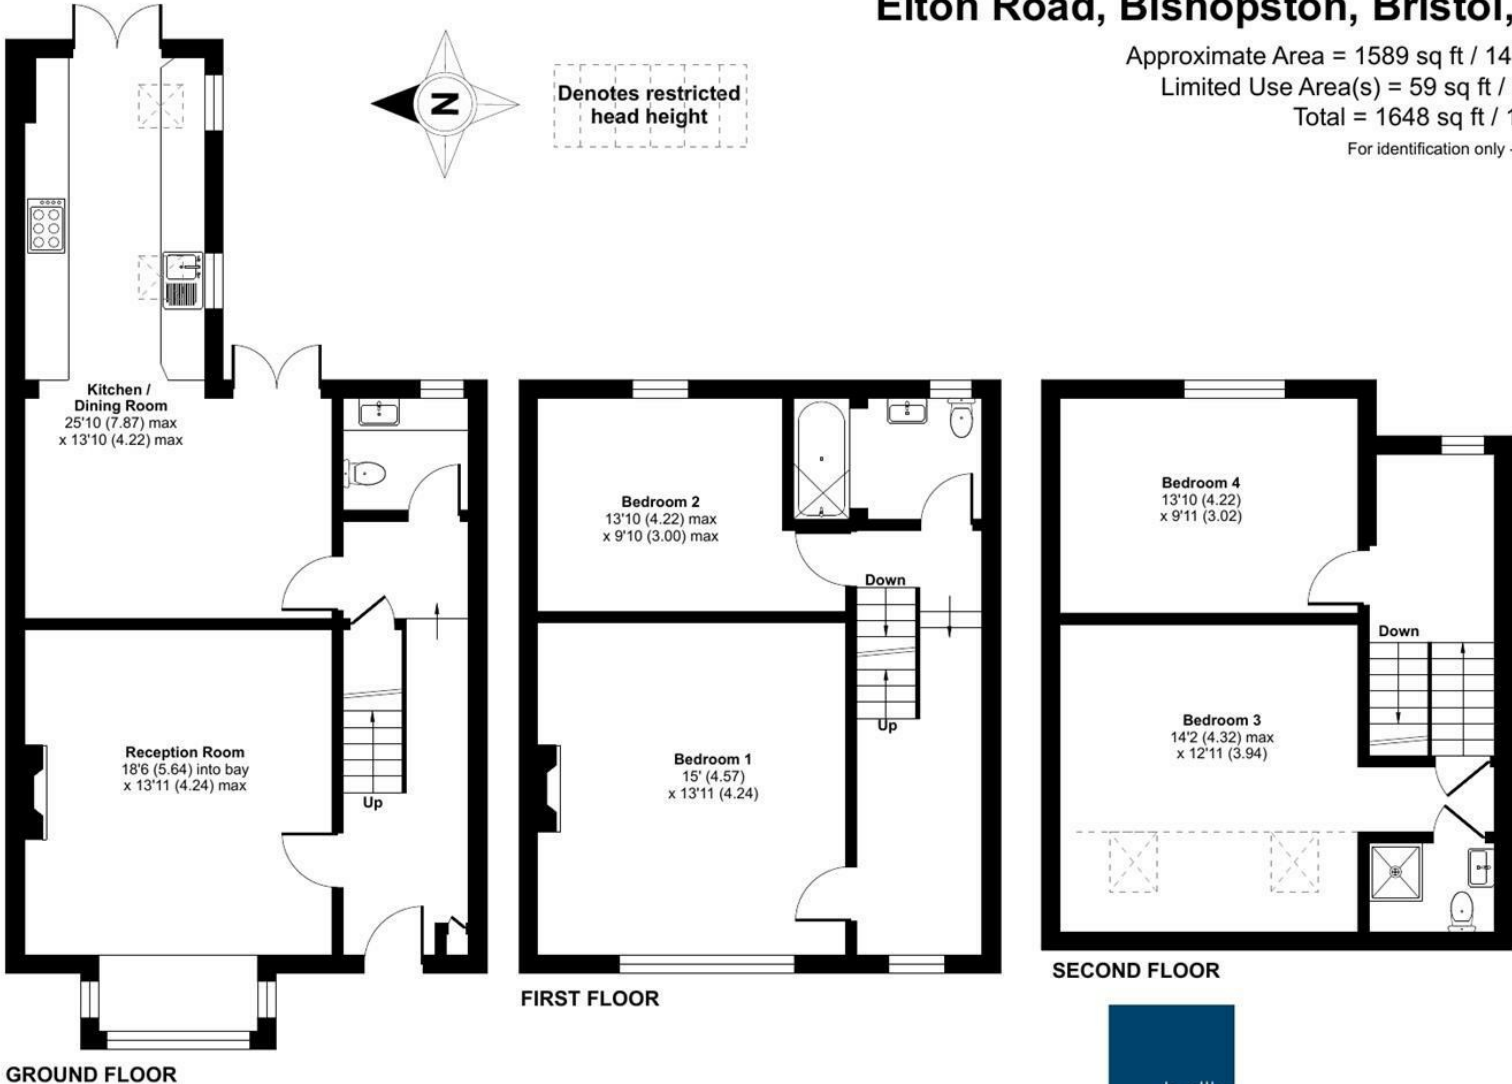 Elton Road, Bishopston, Bristol,
Approximate Area = 1589 sq ft / 14
Limited Use Area(s) = 59 sq ft /
Total = 1648 sq ft / 1
For identification only -
N
Denotes restricted
head height
Kitchen /
Dining Room
25'10 (7.87) max
x 13'10 (4.22) max
Reception Room
18'6 (5.64) into bay
x 13'11 (4.24) max
Up
GROUND FLOOR
Bedroom 2
13'10 (4.22) max
x 9'10 (3.00) max
Down
Up
Bedroom 1
15' (4.57)
x 13'11 (4.24)
FIRST FLOOR
Bedroom 4
13'10 (4.22)
x 9'11 (3.02)
Down
Bedroom 3
14'2 (4.32) max
x 12'11 (3.94)
SECOND FLOOR